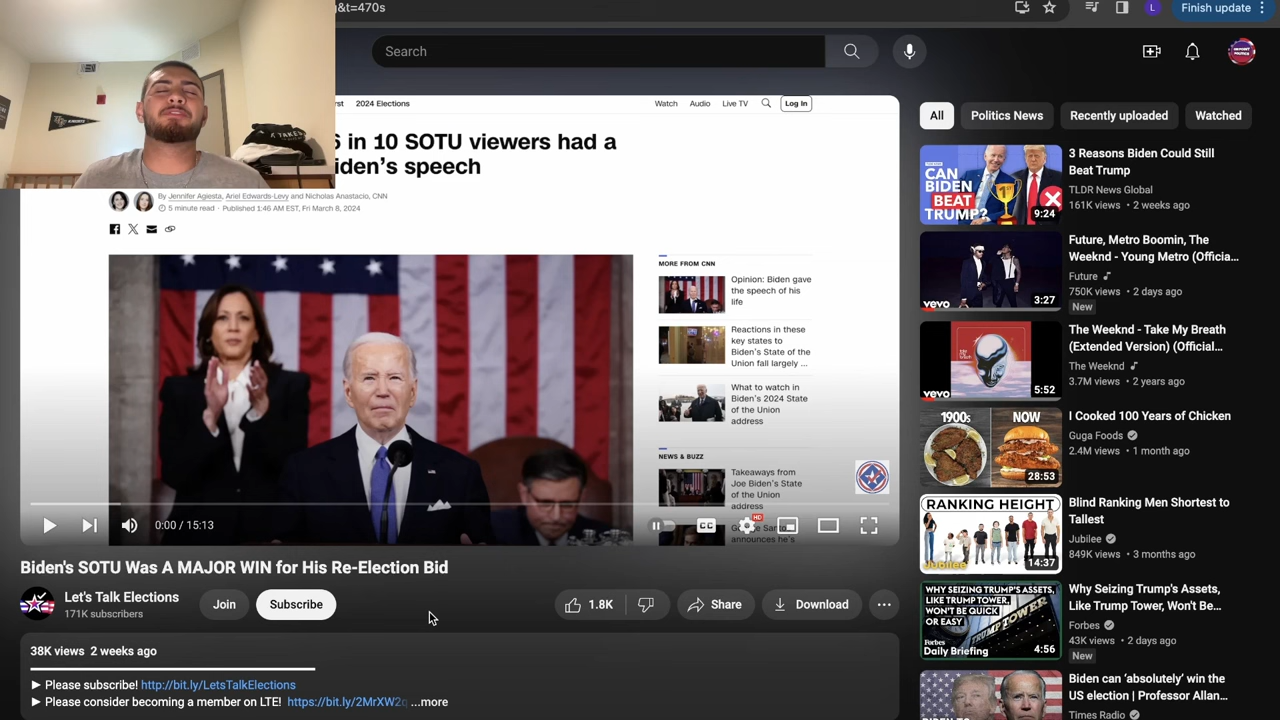 g&t=470s
L
Finish update
Search
rst
2024 Elections
Watch
Audio
Live TV
Log In
6 in 10 SOTU viewers had a
iden's speech
By Jennifer Agiesta, Ariel Edwards-Levy and Nicholas Anastacio, CNN
5 minute read · Published 1:46 AM EST, Fri March 8, 2024
MORE FROM CNN
Opinion: Biden gave
the speech of his
life
Reactions in these
key states to
Biden's State of the
Union fall largely ...
What to watch in
Biden's 2024 State
of the Union
address
NEWS & BUZZ
Takeaways from
Joe Biden's State
of the Union
address
announces he's
0:00 / 15:13
CC
HD
Biden's SOTU Was A MAJOR WIN for His Re-Election Bid
Let's Talk Elections
171K subscribers
Join
Subscribe
1.8K
Share
Download
38K views 2 weeks ago
► Please subscribe! http://bit.ly/LetsTalkElections
► Please consider becoming a member on LTE! https://bit.ly/2MrXW2q ...more
All
Politics News
Recently uploaded
Watched
CAN
BIDEN
BEAT
TRUMP?
9:24
3 Reasons Biden Could Still
Beat Trump
TLDR News Global
161K views • 2 weeks ago
vevo
3:27
Future, Metro Boomin, The
Weeknd - Young Metro (Officia...
Future
750K views • 2 days ago
New
vevo
5:52
The Weeknd - Take My Breath
(Extended Version) (Official...
The Weeknd
3.7M views • 2 years ago
1900s
NOW
28:53
I Cooked 100 Years of Chicken
Guga Foods
2.4M views • 1 month ago
RANKING HEIGHT
Jubilee
14:37
Blind Ranking Men Shortest to
Tallest
Jubilee
849K views • 3 months ago
WHY SEIZING TRUMP'S ASSETS,
LIKE TRUMP TOWER,
WON'T BE QUICK
OR EASY
TRUMP TOWER
Forbes
Daily Briefing
4:56
Why Seizing Trump's Assets,
Like Trump Tower, Won't Be...
Forbes
43K views • 2 days ago
New
Biden can 'absolutely' win the
US election | Professor Allan...
Times Radio